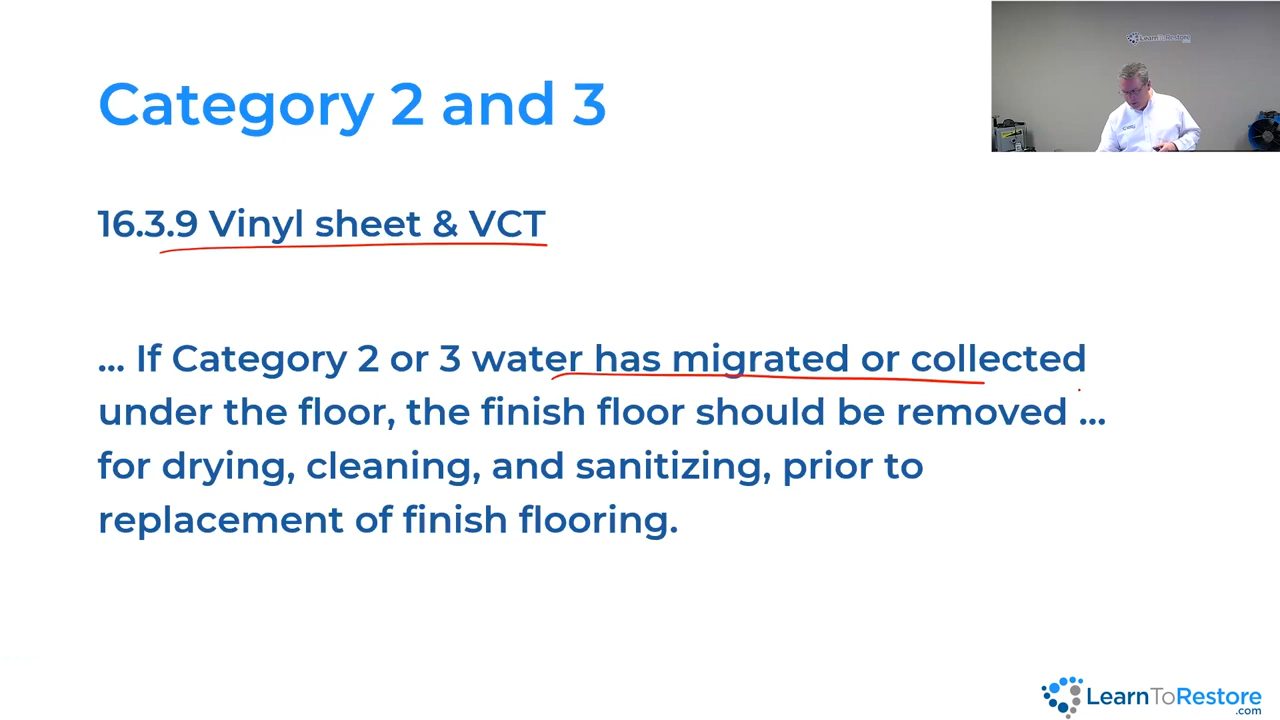 LearnToRestore
Category 2 and 3
16.3.9 Vinyl sheet & VCT
... If Category 2 or 3 water has migrated or collected
under the floor, the finish floor should be removed ...
for drying, cleaning, and sanitizing, prior to
replacement of finish flooring.
LearnToRestore
.com